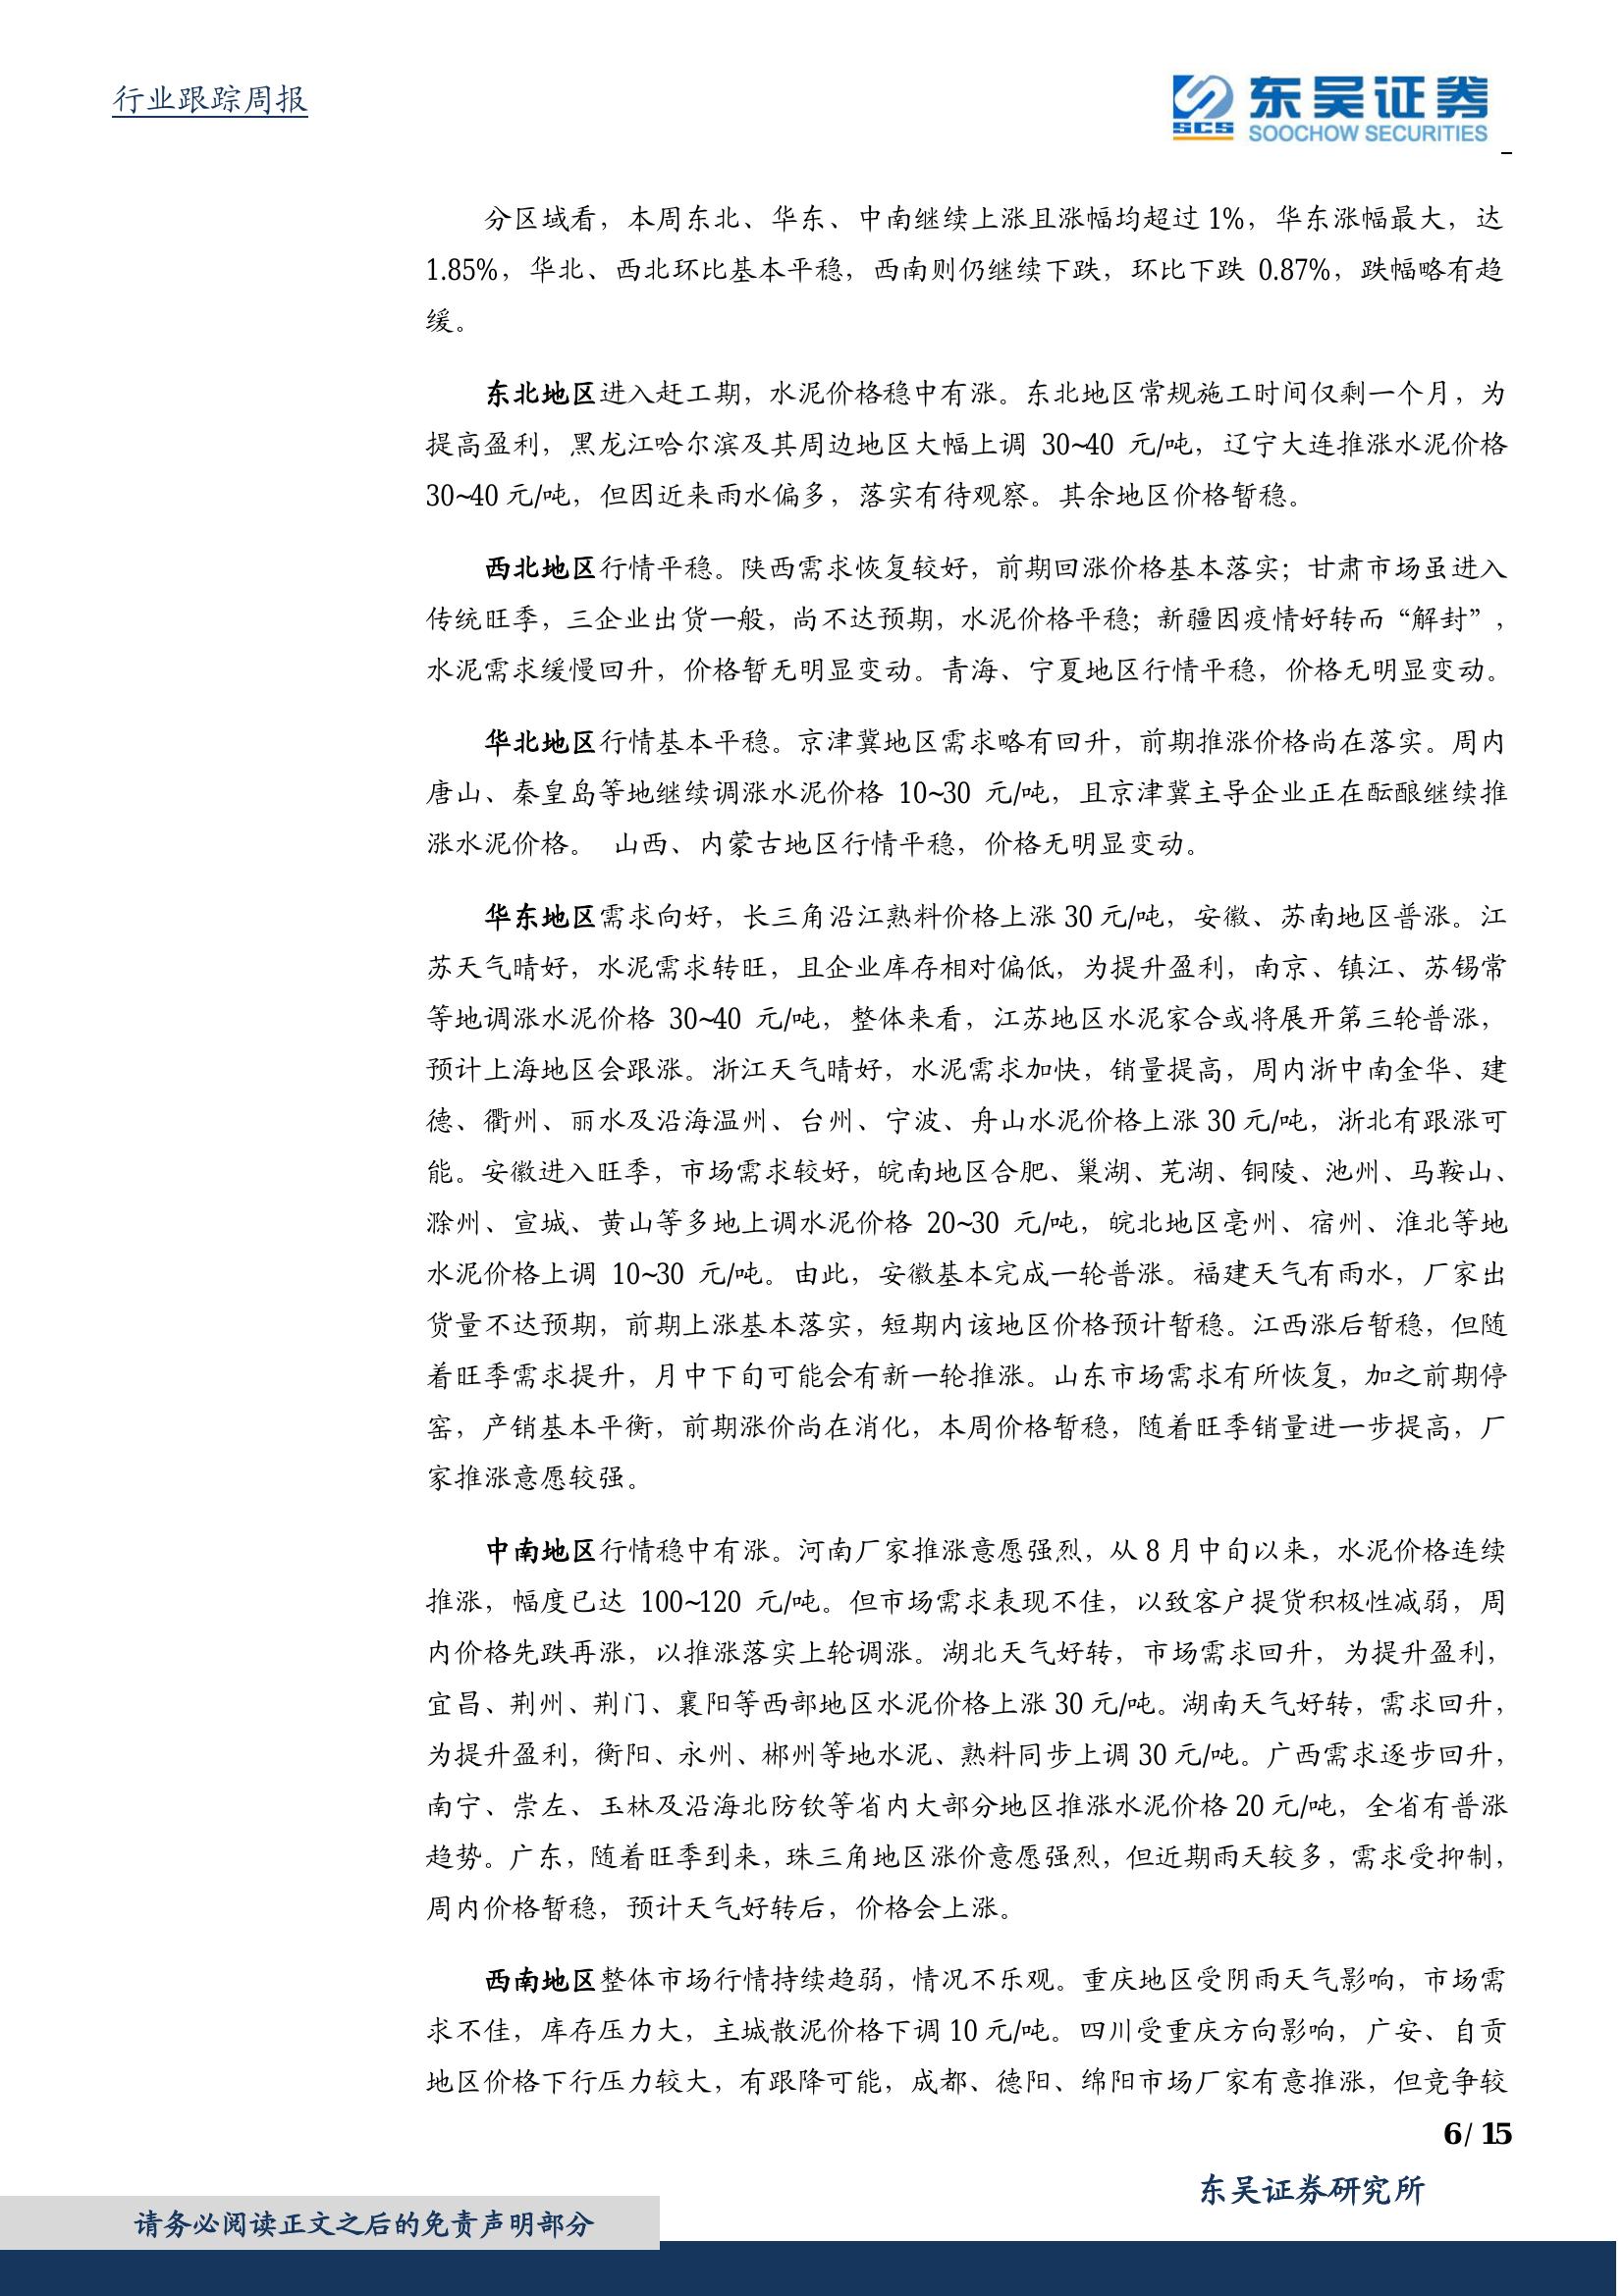 行业跟踪周报
东吴证券
SCS
SOOCHOW SECURITIES
分区域看，本周东北、华东、中南继续上涨且涨幅均超过 1%，华东涨幅最大，达
1.85%，华北、西北环比基本平稳，西南则仍继续下跌，环比下跌 0.87%，跌幅略有趋
缓。
东北地区进入赶工期，水泥价格稳中有涨。东北地区常规施工时间仅剩一个月，为
提高盈利，黑龙江哈尔滨及其周边地区大幅上调 30~40 元/吨，辽宁大连推涨水泥价格
30~40 元/吨，但因近来雨水偏多，落实有待观察。其余地区价格暂稳。
西北地区行情平稳。陕西需求恢复较好，前期回涨价格基本落实；甘肃市场虽进入
传统旺季，三企业出货一般，尚不达预期，水泥价格平稳；新疆因疫情好转而“解封”，
水泥需求缓慢回升，价格暂无明显变动。青海、宁夏地区行情平稳，价格无明显变动。
华北地区行情基本平稳。京津冀地区需求略有回升，前期推涨价格尚在落实。周内
唐山、秦皇岛等地继续调涨水泥价格 10~30 元/吨，且京津冀主导企业正在酝酿继续推
涨水泥价格。 山西、内蒙古地区行情平稳，价格无明显变动。
华东地区需求向好，长三角沿江熟料价格上涨 30 元/吨，安徽、苏南地区普涨。江
苏天气晴好，水泥需求转旺，且企业库存相对偏低，为提升盈利，南京、镇江、苏锡常
等地调涨水泥价格 30~40 元/吨，整体来看，江苏地区水泥家合或将展开第三轮普涨，
预计上海地区会跟涨。浙江天气晴好，水泥需求加快，销量提高，周内浙中南金华、建
德、衢州、丽水及沿海温州、台州、宁波、舟山水泥价格上涨 30 元/吨，浙北有跟涨可
能。安徽进入旺季，市场需求较好，皖南地区合肥、巢湖、芜湖、铜陵、池州、马鞍山、
滁州、宣城、黄山等多地上调水泥价格 20~30 元/吨，皖北地区亳州、宿州、淮北等地
水泥价格上调 10~30 元/吨。由此，安徽基本完成一轮普涨。福建天气有雨水，厂家出
货量不达预期，前期上涨基本落实，短期内该地区价格预计暂稳。江西涨后暂稳，但随
着旺季需求提升，月中下旬可能会有新一轮推涨。山东市场需求有所恢复，加之前期停
窑，产销基本平衡，前期涨价尚在消化，本周价格暂稳，随着旺季销量进一步提高，厂
家推涨意愿较强。
中南地区行情稳中有涨。河南厂家推涨意愿强烈，从 8 月中旬以来，水泥价格连续
推涨，幅度已达 100~120 元/吨。但市场需求表现不佳，以致客户提货积极性减弱，周
内价格先跌再涨，以推涨落实上轮调涨。湖北天气好转，市场需求回升，为提升盈利，
宜昌、荆州、荆门、襄阳等西部地区水泥价格上涨 30 元/吨。湖南天气好转，需求回升，
为提升盈利，衡阳、永州、郴州等地水泥、熟料同步上调 30 元/吨。广西需求逐步回升，
南宁、崇左、玉林及沿海北防钦等省内大部分地区推涨水泥价格 20 元/吨，全省有普涨
趋势。广东，随着旺季到来，珠三角地区涨价意愿强烈，但近期雨天较多，需求受抑制，
周内价格暂稳，预计天气好转后，价格会上涨。
西南地区整体市场行情持续趋弱，情况不乐观。重庆地区受阴雨天气影响，市场需
求不佳，库存压力大，主城散泥价格下调 10 元/吨。四川受重庆方向影响，广安、自贡
地区价格下行压力较大，有跟降可能，成都、德阳、绵阳市场厂家有意推涨，但竞争较
6 / 15
东吴证券研究所
请务必阅读正文之后的免责声明部分